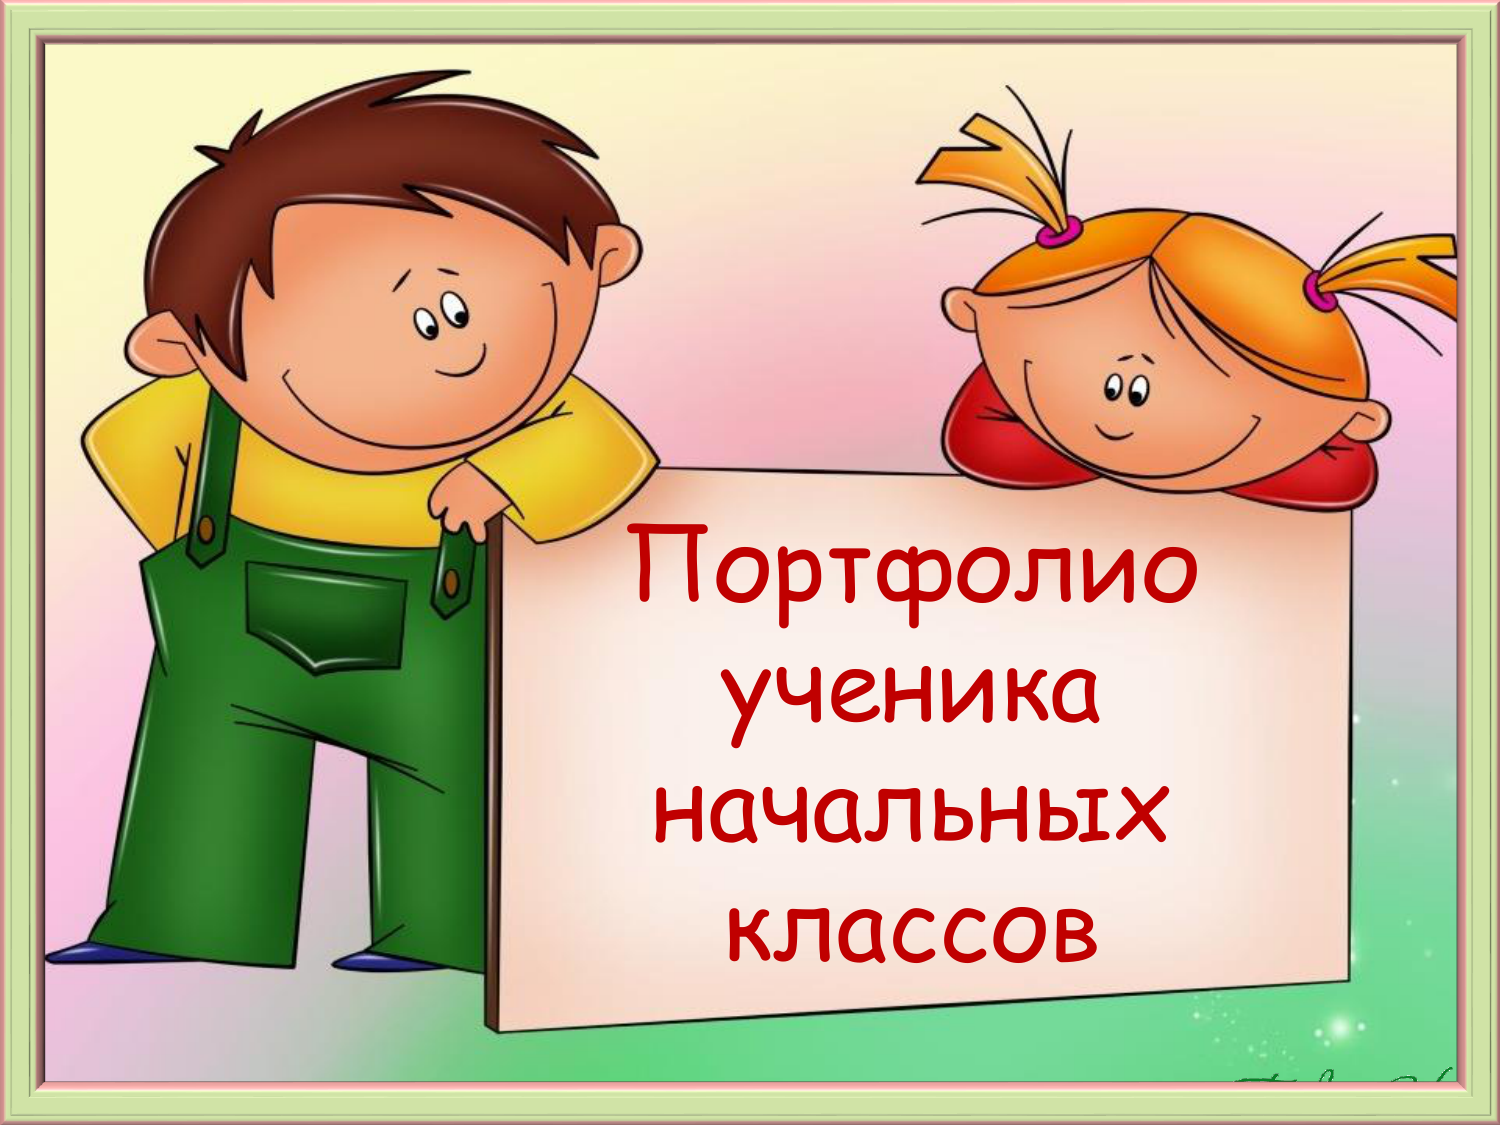 Портфолио
ученика
начальных
классов